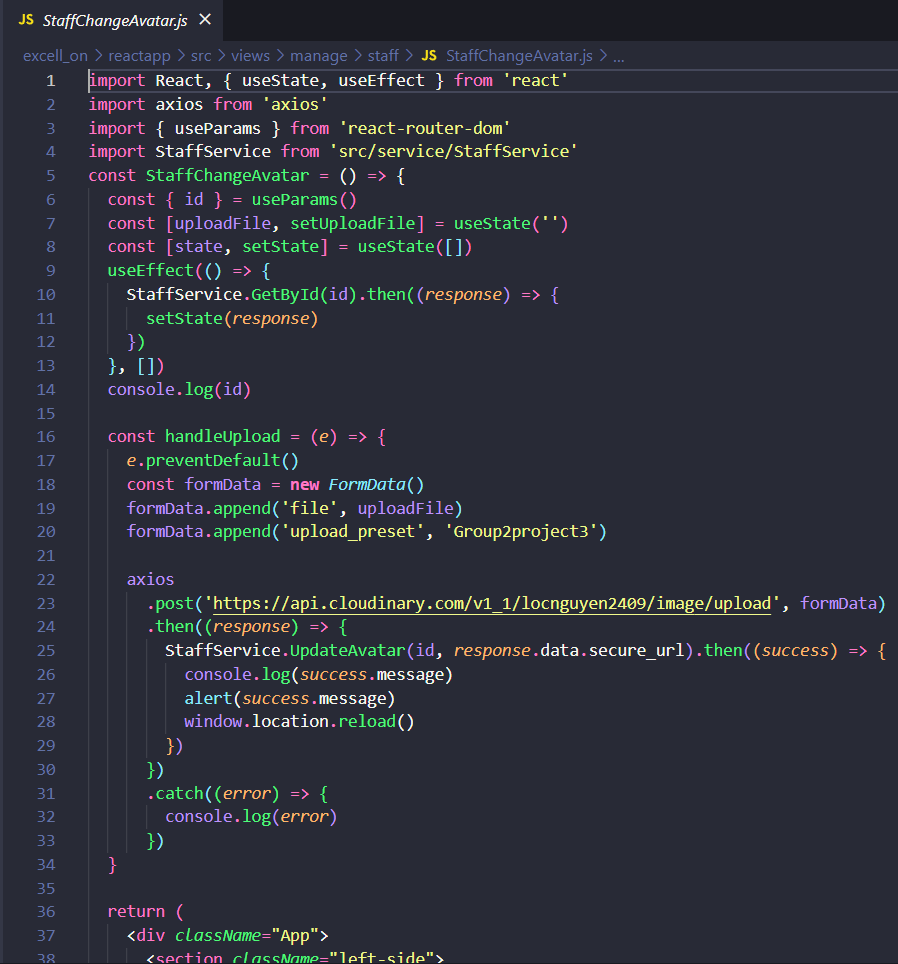 JS StaffChangeAvatar.js ×
excell_on > reactapp > src > views > manage > staff > JS StaffChangeAvatar.js > ...
1 import React, { useState, useEffect } from 'react'
2 import axios from 'axios'
3 import { useParams } from 'react-router-dom'
4 import StaffService from 'src/service/StaffService'
5 const StaffChangeAvatar = () => {
6   const { id } = useParams()
7   const [uploadFile, setUploadFile] = useState('')
8   const [state, setState] = useState([])
9   useEffect(() => {
10     StaffService.GetById(id).then((response) => {
11       setState(response)
12     })
13   }, [])
14   console.log(id)
15
16   const handleUpload = (e) => {
17     e.preventDefault()
18     const formData = new FormData()
19     formData.append('file', uploadFile)
20     formData.append('upload_preset', 'Group2project3')
21
22     axios
23       .post('https://api.cloudinary.com/v1_1/locnguyen2409/image/upload', formData)
24       .then((response) => {
25         StaffService.UpdateAvatar(id, response.data.secure_url).then((success) => {
26           console.log(success.message)
27           alert(success.message)
28           window.location.reload()
29         })
30       })
31       .catch((error) => {
32         console.log(error)
33       })
34   }
35
36   return (
37     <div className="App">
38       <section className="left-side">